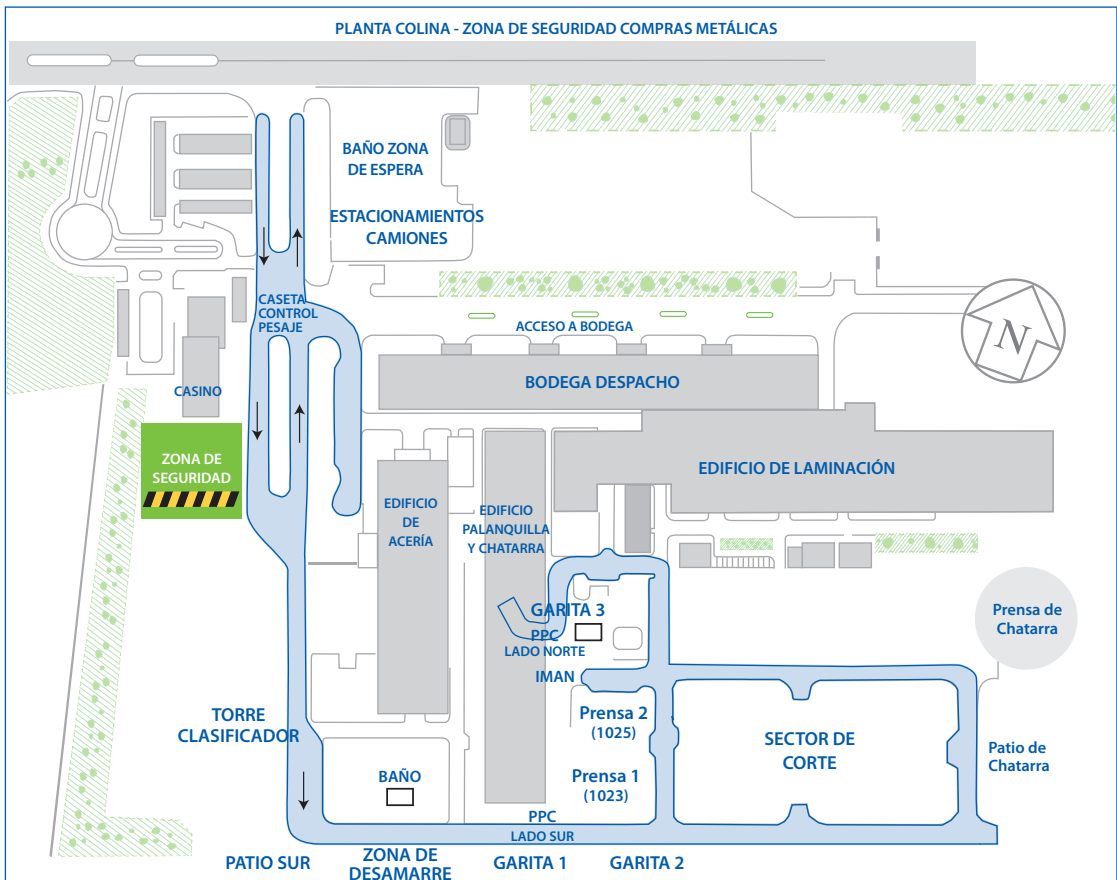 PLANTA COLINA - ZONA DE SEGURIDAD COMPRAS METÁLICAS
BAÑO ZONA
DE ESPERA
ESTACIONAMIENTOS
CAMIONES
CASETA
CONTROL
PESAJE
ACCESO A BODEGA
N
BODEGA DESPACHO
CASINO
ZONA DE
SEGURIDAD
EDIFICIO DE LAMINACIÓN
EDIFICIO
DE
ACERÍA
EDIFICIO
PALANQUILLA
Y CHATARRA
GARITA 3
PPC
LADO NORTE
IMAN
Prensa de
Chatarra
TORRE
CLASIFICADOR
Prensa 2
(1025)
SECTOR DE
CORTE
Patio de
Chatarra
BAÑO
Prensa 1
(1023)
PPC
LADO SUR
PATIO SUR
ZONA DE
DESAMARRE
GARITA 1
GARITA 2